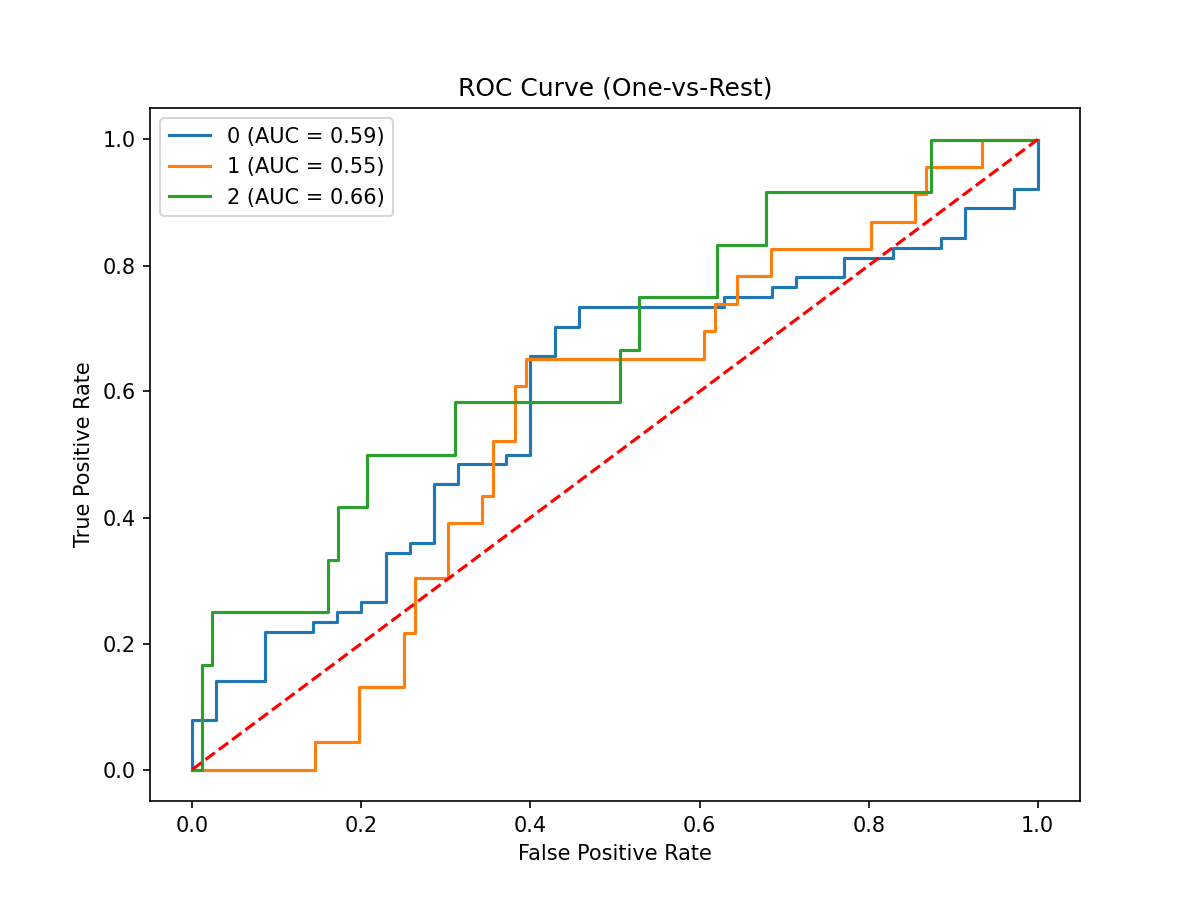 ROC Curve (One-vs-Rest)
0 (AUC = 0.59)
1 (AUC = 0.55)
2 (AUC = 0.66)
True Positive Rate
1.0
0.8
0.6
0.4
0.2
0.0
0.0 0.2 0.4 0.6 0.8 1.0
False Positive Rate